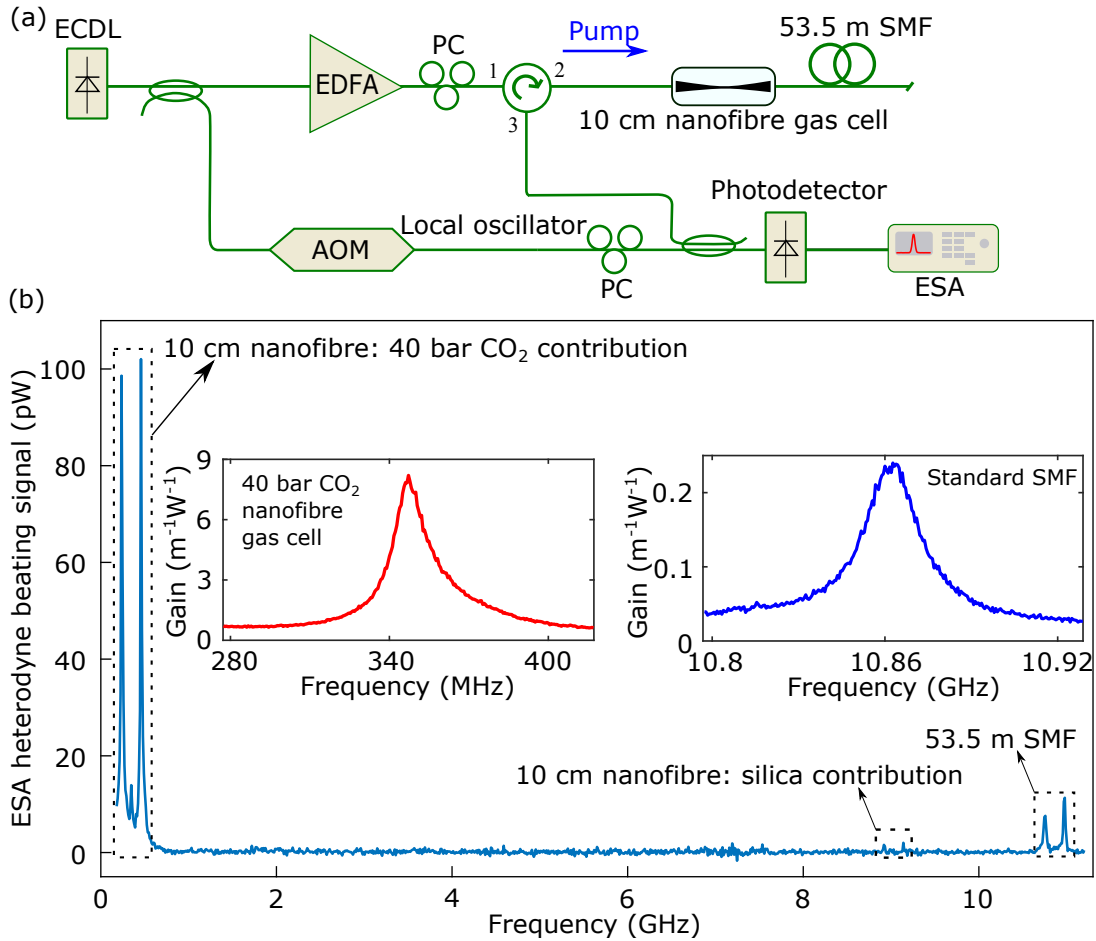 (a)
ECDL
EDFA
PC
1
2
3
Pump
53.5 m SMF
10 cm nanofibre gas cell
AOM
Local oscillator
PC
Photodetector
ESA
(b)
10 cm nanofibre: 40 bar CO₂ contribution
ESA heterodyne beating signal (pW)
100
80
60
40
20
0
0
2
4
6
8
10
Frequency (GHz)
40 bar CO₂
nanofibre
gas cell
Gain (m⁻¹W⁻¹)
9
6
3
0
280
340
400
Frequency (MHz)
Standard SMF
Gain (m⁻¹W⁻¹)
0.2
0.1
0
10.8
10.86
10.92
Frequency (GHz)
53.5 m SMF
10 cm nanofibre: silica contribution